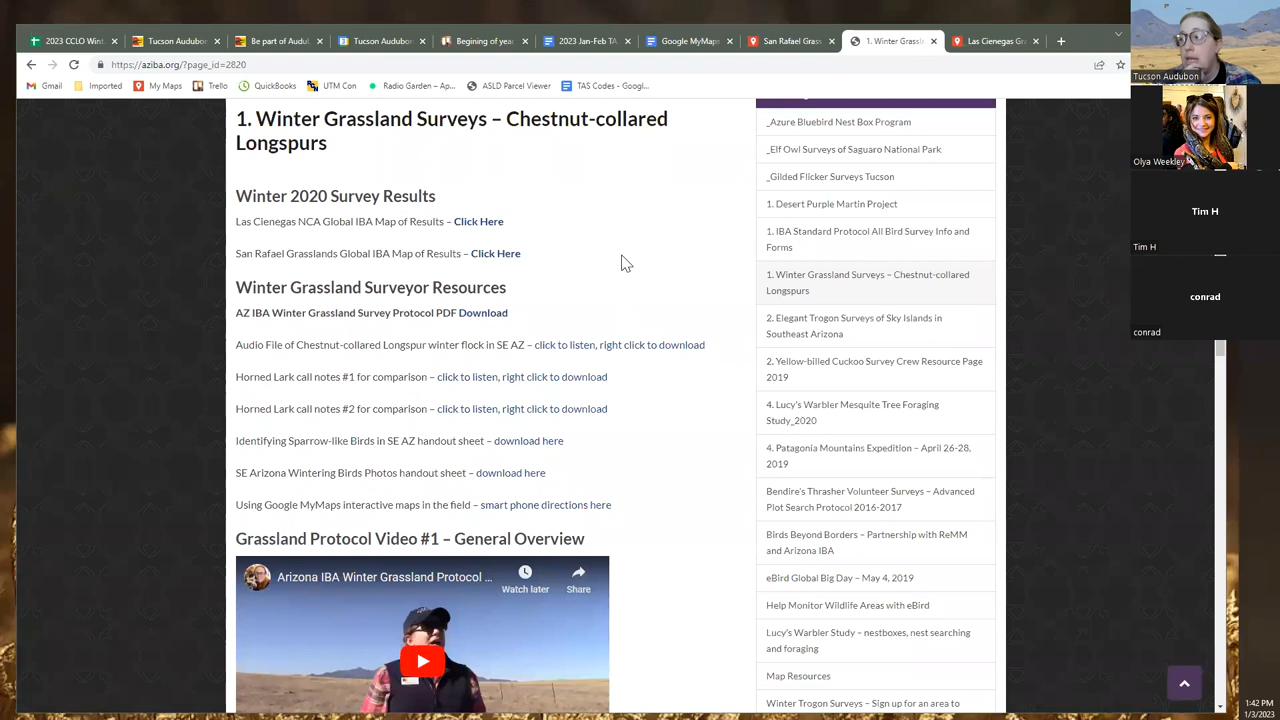 2023 CCLO Wint
Tucson Audubon
Be part of Audul
Tucson Audubon
Begining of year
2023 Jan-Feb TA
Google MyMaps
San Rafael Grass
1. Winter Grassl
Las Cienegas Gra
https://aziba.org/?page_id=2820
Gmail
Imported
My Maps
Trello
QuickBooks
UTM Con
Radio Garden – Ap...
ASLD Parcel Viewer
TAS Codes - Googl...
1. Winter Grassland Surveys – Chestnut-collared
Longspurs
Winter 2020 Survey Results
Las Cienegas NCA Global IBA Map of Results – Click Here
San Rafael Grasslands Global IBA Map of Results – Click Here
Winter Grassland Surveyor Resources
AZ IBA Winter Grassland Survey Protocol PDF Download
Audio File of Chestnut-collared Longspur winter flock in SE AZ – click to listen, right click to download
Horned Lark call notes #1 for comparison – click to listen, right click to download
Horned Lark call notes #2 for comparison – click to listen, right click to download
Identifying Sparrow-like Birds in SE AZ handout sheet – download here
SE Arizona Wintering Birds Photos handout sheet – download here
Using Google MyMaps interactive maps in the field – smart phone directions here
Grassland Protocol Video #1 – General Overview
Arizona IBA Winter Grassland Protocol ...
Watch later
Share
_Azure Bluebird Nest Box Program
_Elf Owl Surveys of Saguaro National Park
_Gilded Flicker Surveys Tucson
1. Desert Purple Martin Project
1. IBA Standard Protocol All Bird Survey Info and
Forms
1. Winter Grassland Surveys – Chestnut-collared
Longspurs
2. Elegant Trogon Surveys of Sky Islands in
Southeast Arizona
2. Yellow-billed Cuckoo Survey Crew Resource Page
2019
4. Lucy's Warbler Mesquite Tree Foraging
Study_2020
4. Patagonia Mountains Expedition – April 26-28,
2019
Bendire's Thrasher Volunteer Surveys – Advanced
Plot Search Protocol 2016-2017
Birds Beyond Borders – Partnership with ReMM
and Arizona IBA
eBird Global Big Day – May 4, 2019
Help Monitor Wildlife Areas with eBird
Lucy's Warbler Study – nestboxes, nest searching
and foraging
Map Resources
Winter Trogon Surveys – Sign up for an area to
Tucson Audubon
Olya Weekley
Tim H
Tim H
conrad
conrad
1:42 PM
1/3/2023